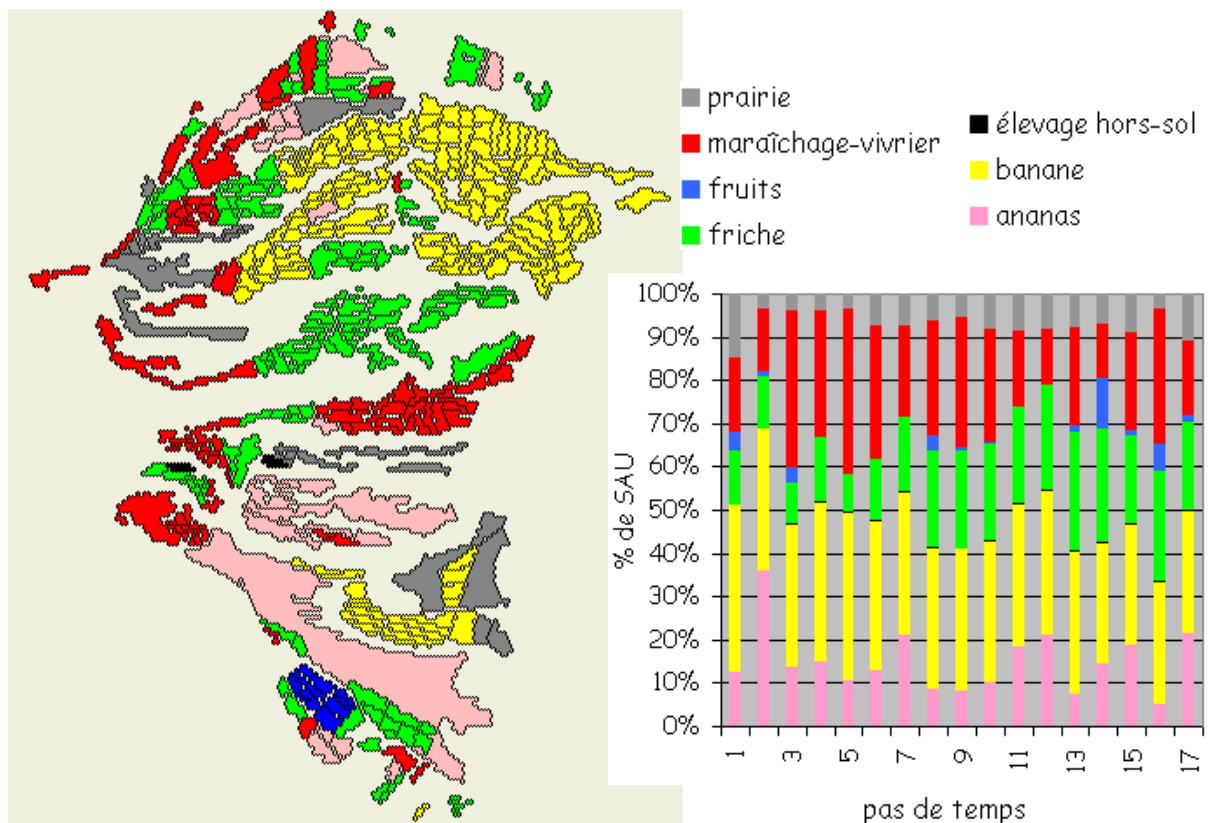 prairie
maraîchage-vivrier
fruits
friche
élevage hors-sol
banane
ananas
% de SAU
100%
90%
80%
70%
60%
50%
40%
30%
20%
10%
0%
1 3 5 7 9 11 13 15 17
pas de temps